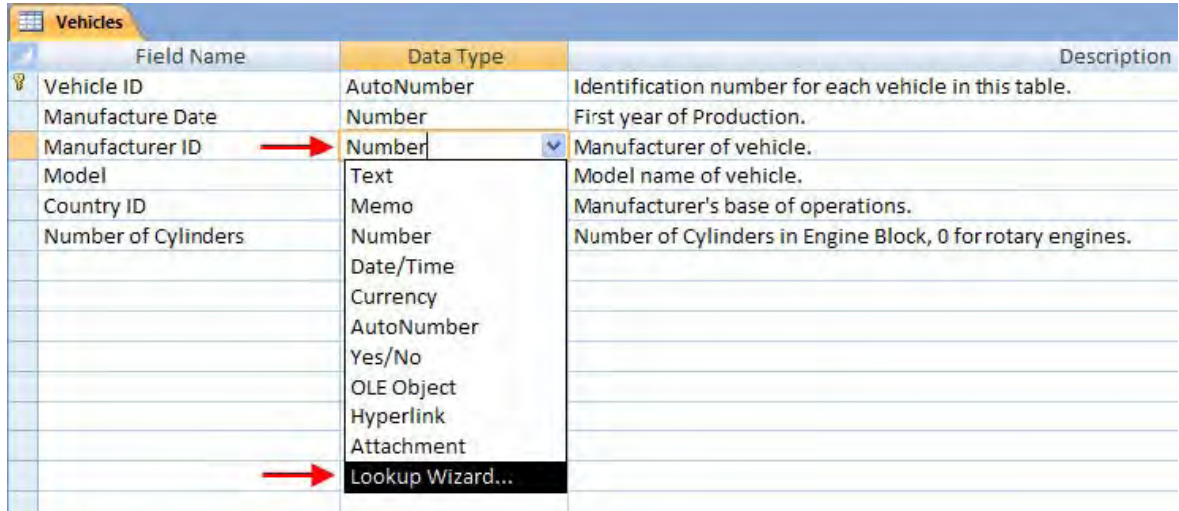 Vehicles
Field Name Data Type Description
Vehicle ID AutoNumber Identification number for each vehicle in this table.
Manufacture Date Number First year of Production.
Manufacturer ID Number Manufacturer of vehicle.
Model Text Model name of vehicle.
Country ID Memo Manufacturer's base of operations.
Number of Cylinders Number Number of Cylinders in Engine Block, 0 for rotary engines.
Date/Time
Currency
AutoNumber
Yes/No
OLE Object
Hyperlink
Attachment
Lookup Wizard...